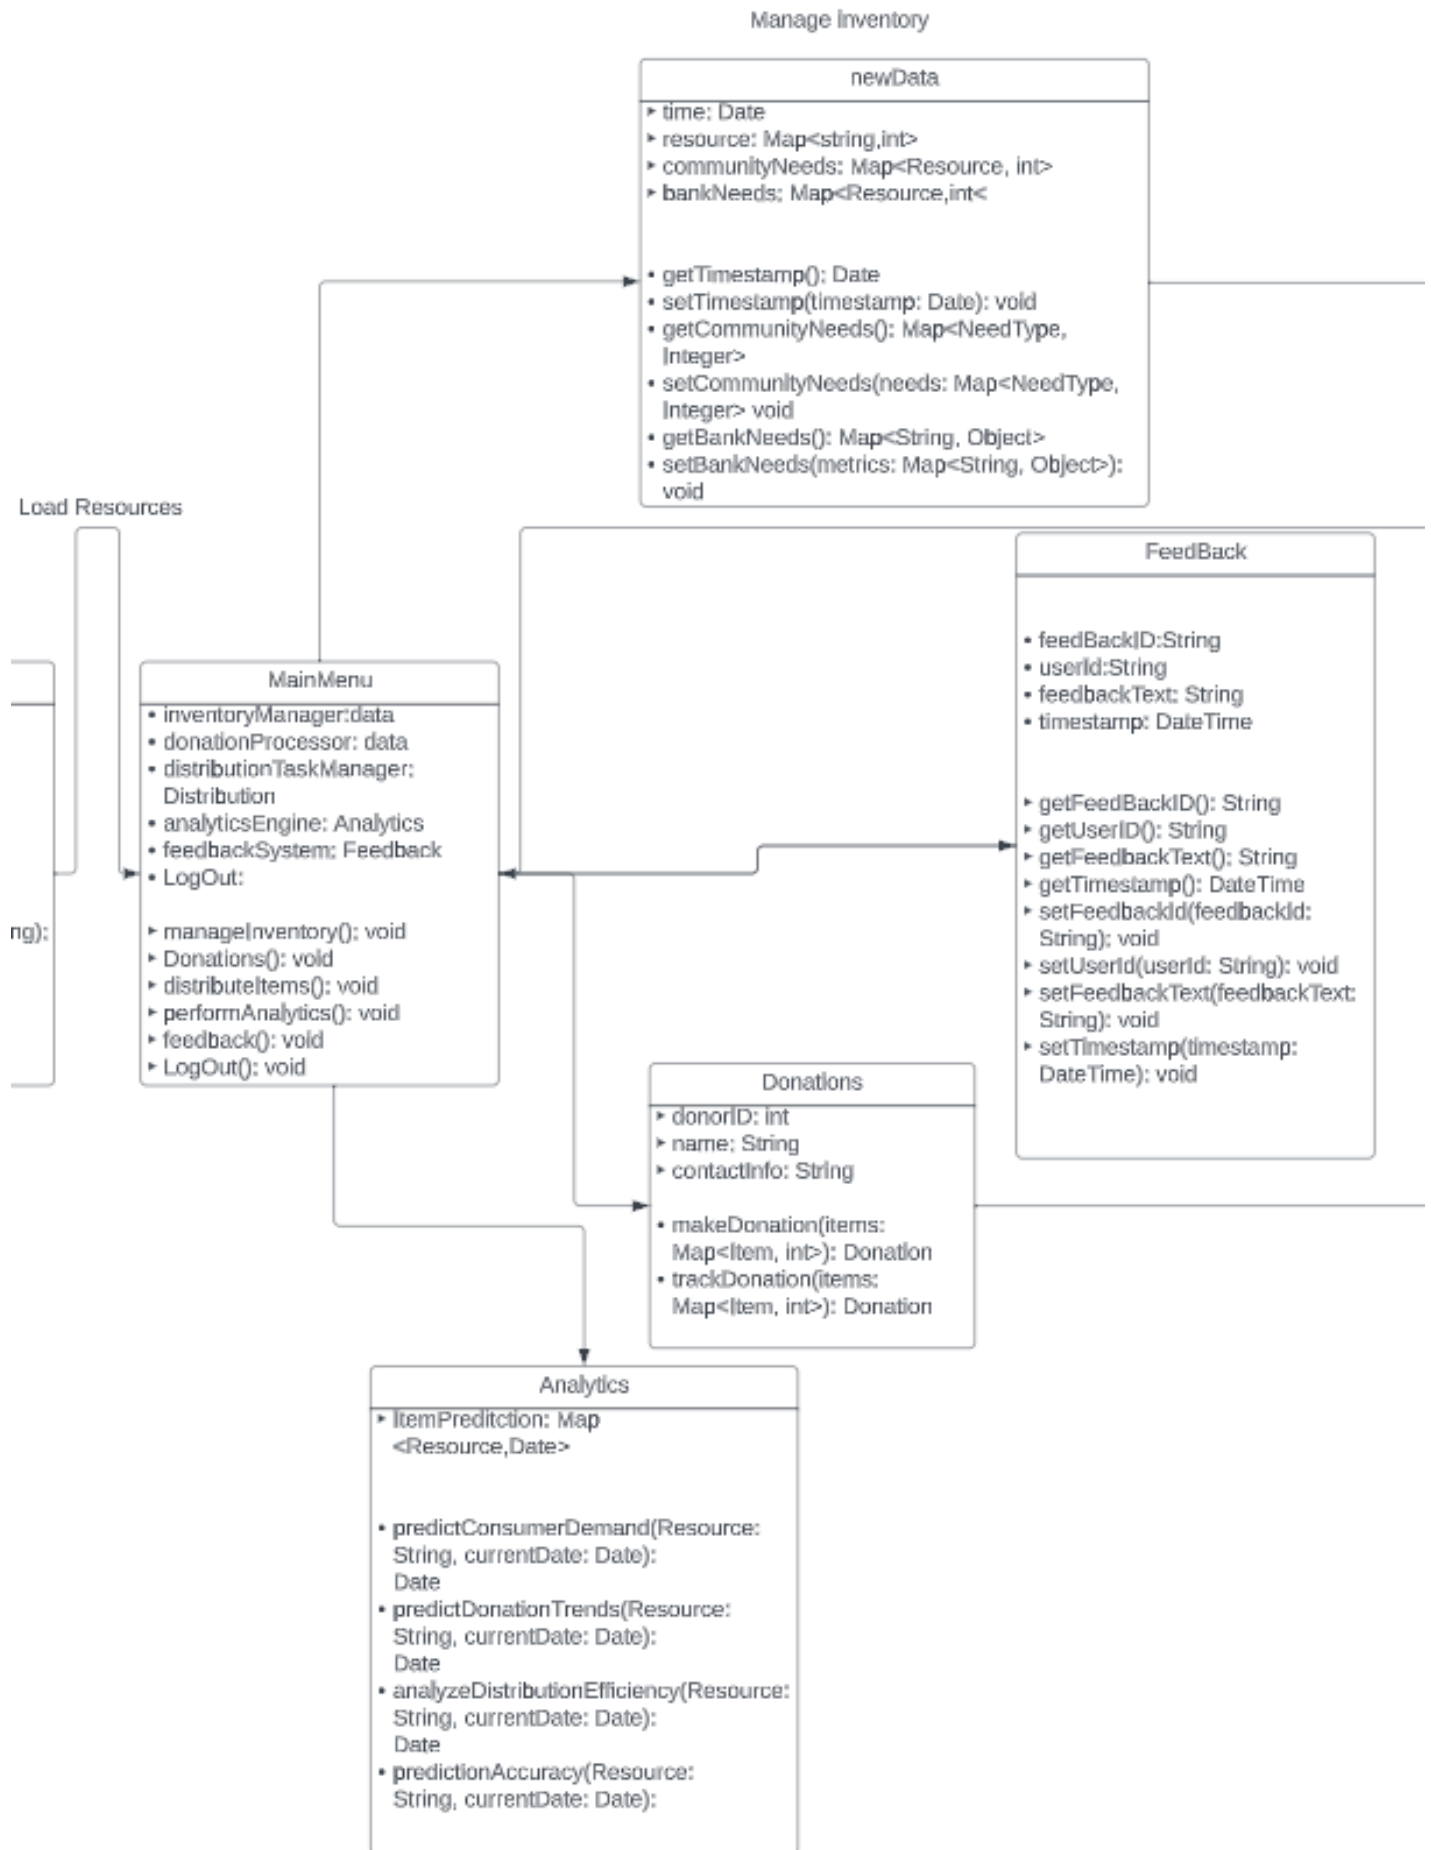 Manage Inventory
newData
time: Date
resource: Map<string,int>
communityNeeds: Map<Resource, int>
bankNeeds: Map<Resource,int<
getTimestamp(): Date
setTimestamp(timestamp: Date): void
getCommunityNeeds(): Map<NeedType,
Integer>
setCommunityNeeds(needs: Map<NeedType,
Integer> void
getBankNeeds(): Map<String, Object>
setBankNeeds(metrics: Map<String, Object>):
void
Load Resources
ng):
MainMenu
inventoryManager:data
donationProcessor: data
distributionTaskManager:
Distribution
analyticsEngine: Analytics
feedbackSystem: Feedback
LogOut:
manageInventory(): void
Donations(): void
distributeItems(): void
performAnalytics(): void
feedback(): void
LogOut(): void
FeedBack
feedBackID:String
userId:String
feedbackText: String
timestamp: DateTime
getFeedBackID(): String
getUserID(): String
getFeedbackText(): String
getTimestamp(): DateTime
setFeedbackId(feedbackId:
String): void
setUserId(userId: String): void
setFeedbackText(feedbackText:
String): void
setTimestamp(timestamp:
DateTime): void
Donations
donorID: int
name: String
contactInfo: String
makeDonation(items:
Map<Item, int>): Donation
trackDonation(items:
Map<Item, int>): Donation
Analytics
ItemPreditction: Map
<Resource,Date>
predictConsumerDemand(Resource:
String, currentDate: Date):
Date
predictDonationTrends(Resource:
String, currentDate: Date):
Date
analyzeDistributionEfficiency(Resource:
String, currentDate: Date):
Date
predictionAccuracy(Resource:
String, currentDate: Date):